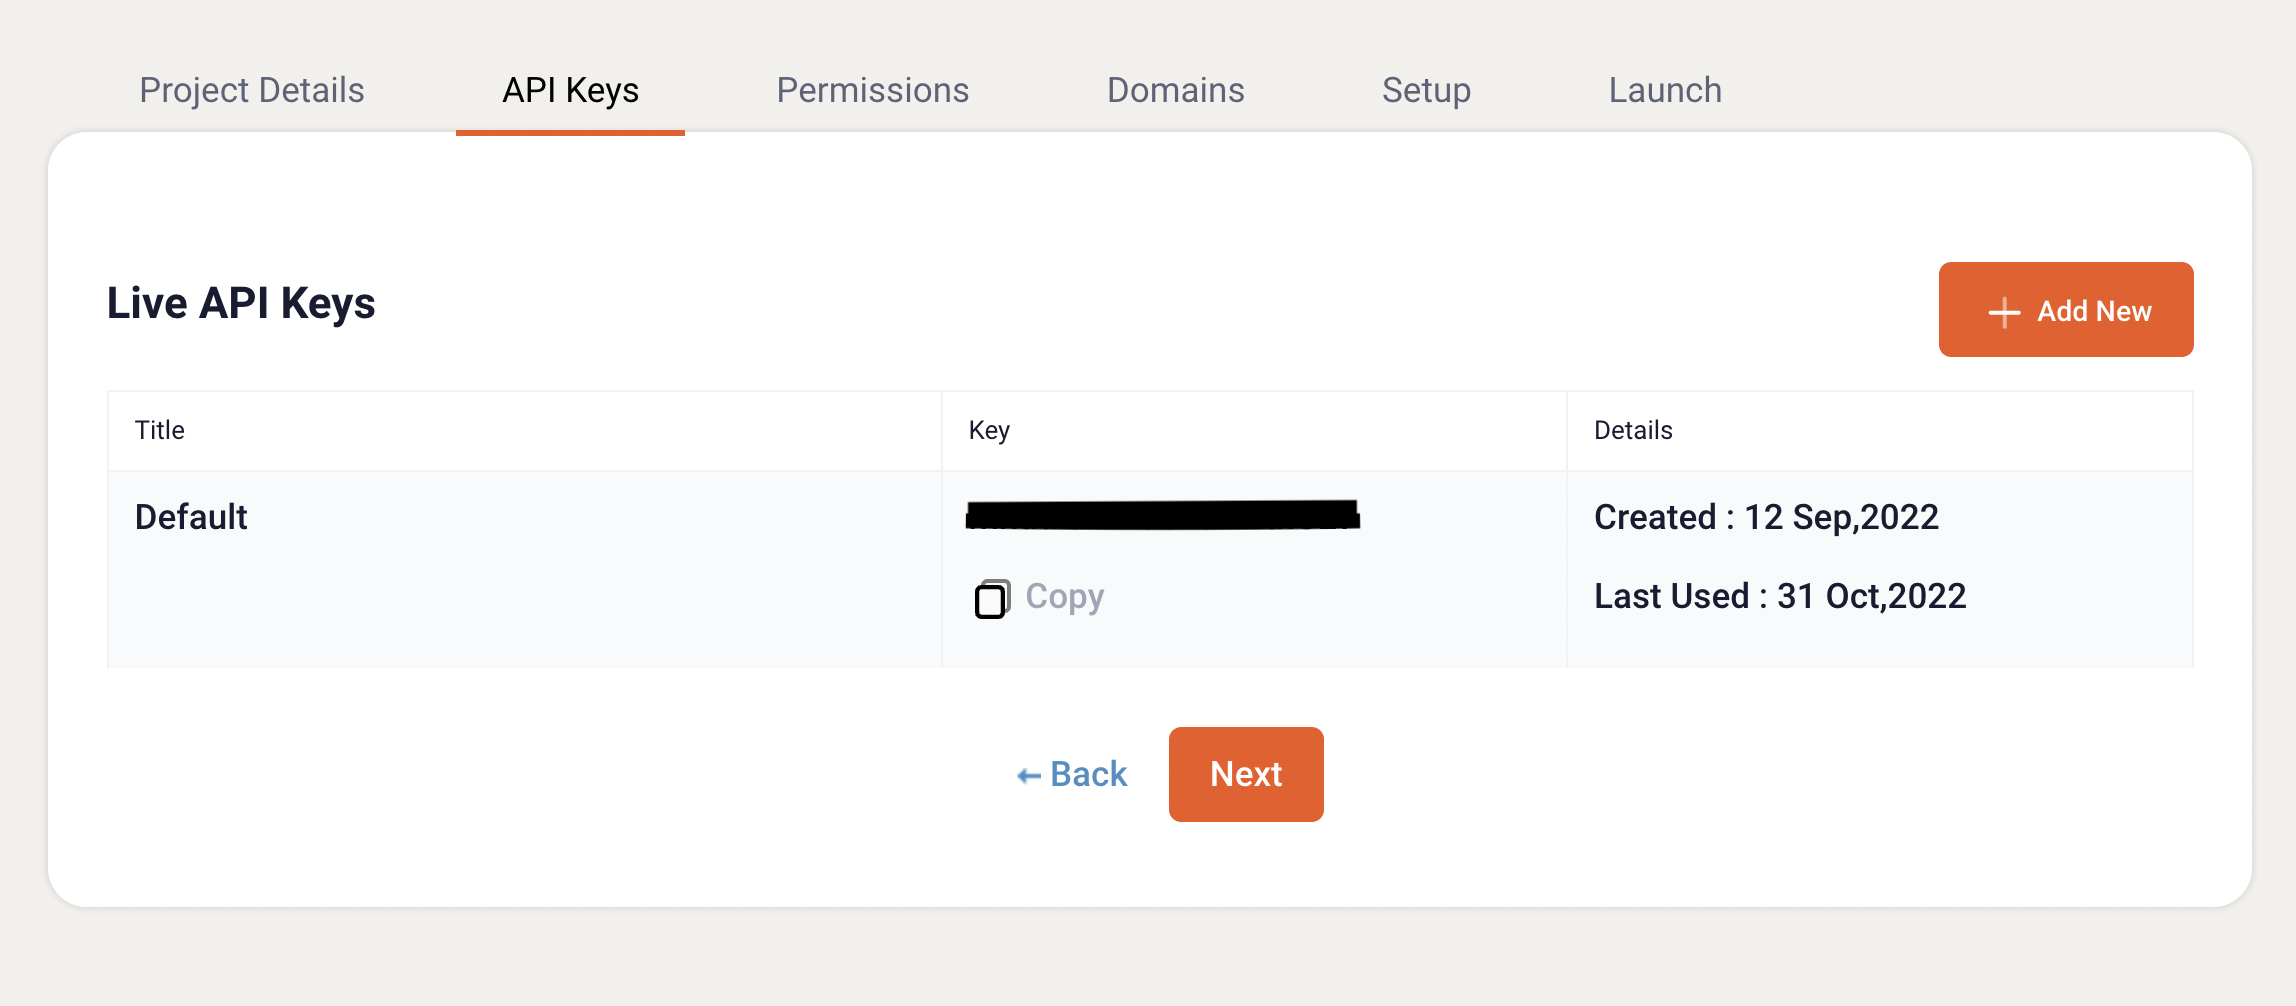 Project Details API Keys Permissions Domains Setup Launch
Live API Keys
Add New
Title Key Details
Default Created : 12 Sep,2022
Copy Last Used : 31 Oct,2022
Back Next